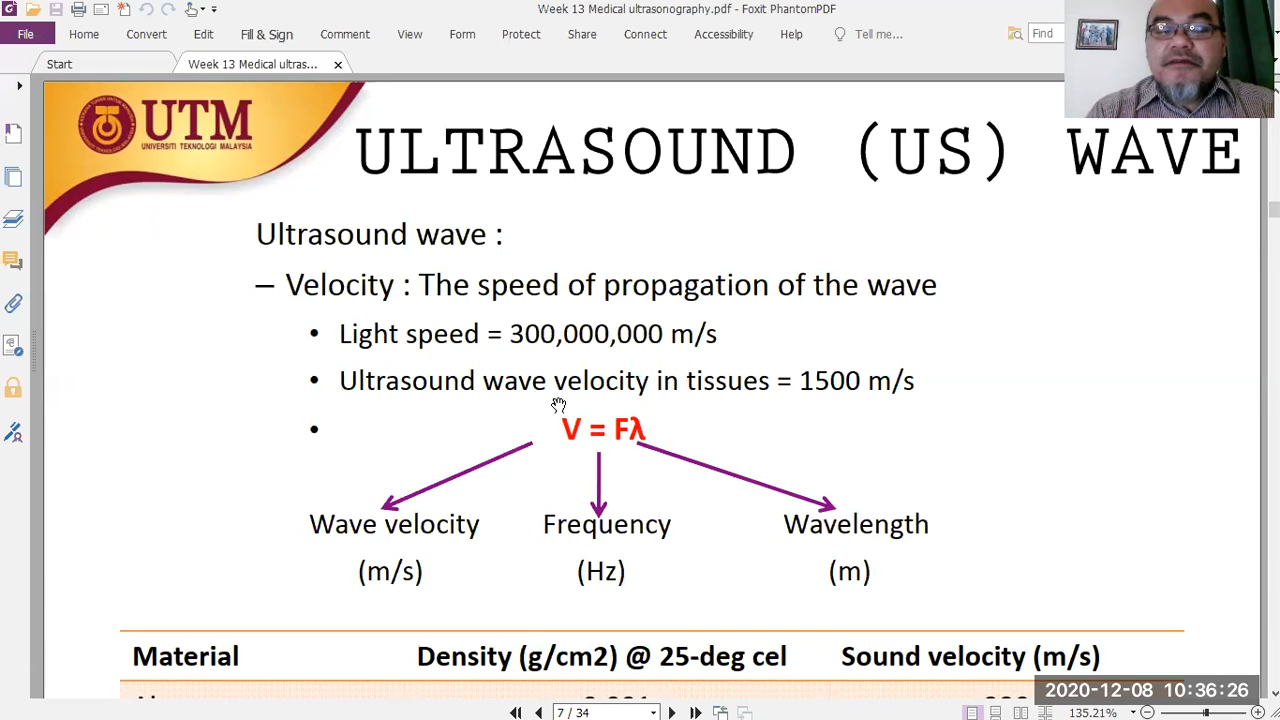 Week 13 Medical ultrasonography.pdf - Foxit PhantomPDF
File Home Convert Edit Fill & Sign Comment View Form Protect Share Connect Accessibility Help Tell me... Find
Start Week 13 Medical ultras...
UTM
UNIVERSITI TEKNOLOGI MALAYSIA
ULTRASOUND (US) WAVE
Ultrasound wave :
– Velocity : The speed of propagation of the wave
• Light speed = 300,000,000 m/s
• Ultrasound wave velocity in tissues = 1500 m/s
• V = Fλ
Wave velocity Frequency Wavelength
(m/s) (Hz) (m)
Material Density (g/cm2) @ 25-deg cel Sound velocity (m/s)
2020-12-08 10:36:26
7 / 34 135.21%